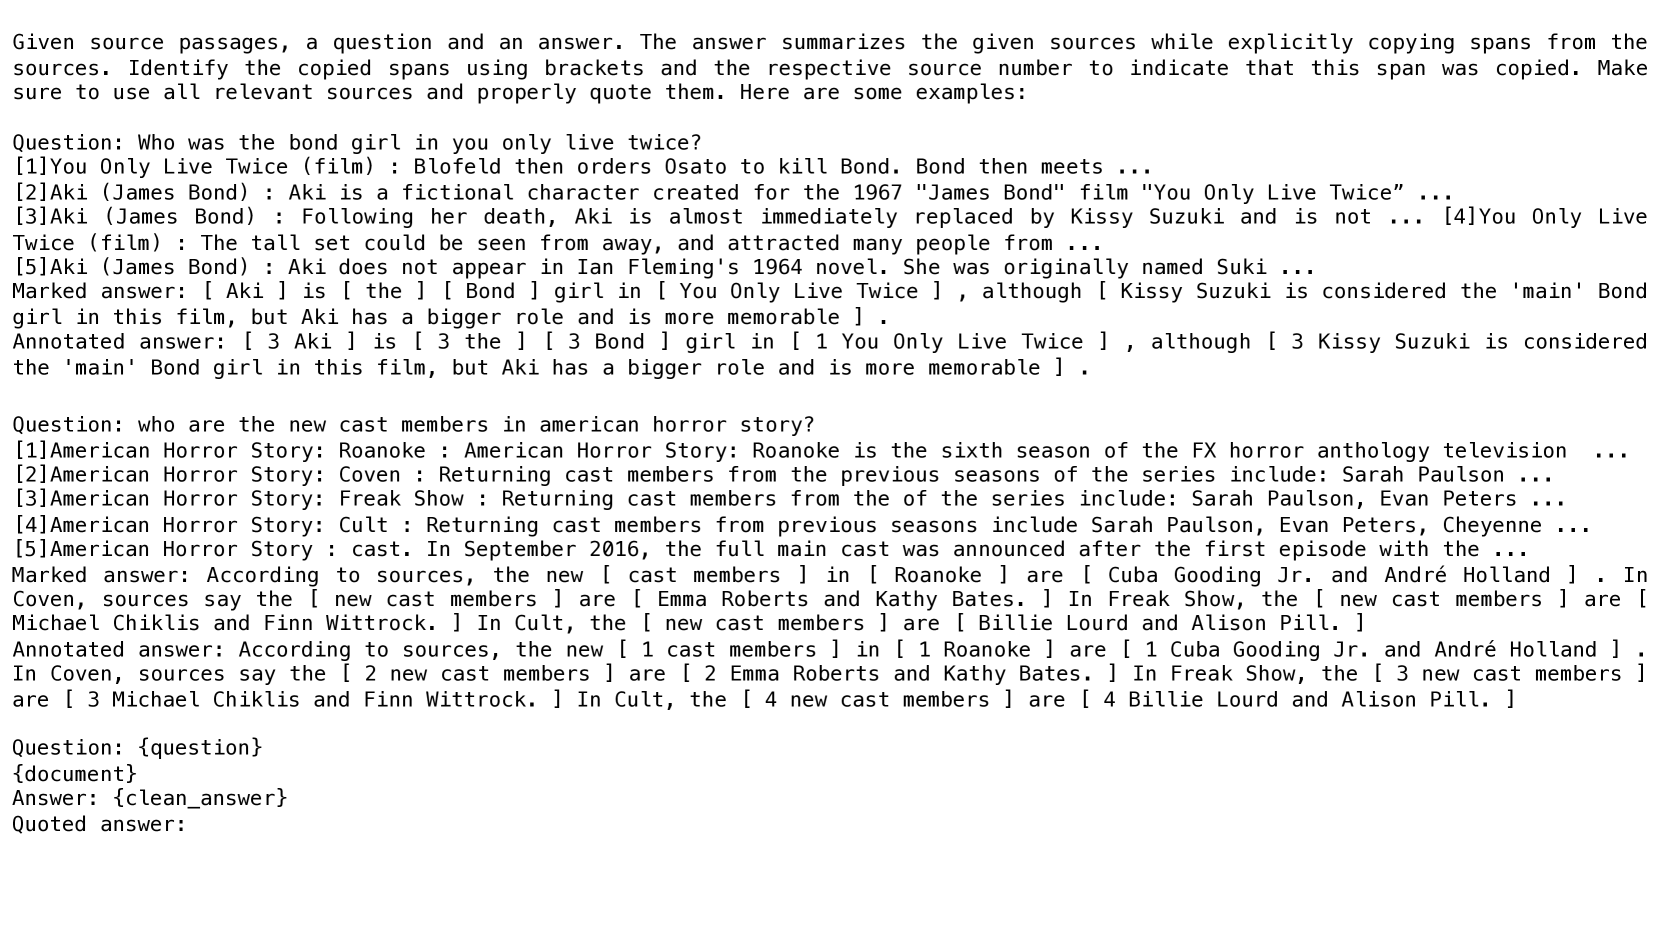 Given source passages, a question and an answer. The answer summarizes the given sources while explicitly copying spans from the
sources. Identify the copied spans using brackets and the respective source number to indicate that this span was copied. Make
sure to use all relevant sources and properly quote them. Here are some examples:
Question: Who was the bond girl in you only live twice?
[1]You Only Live Twice (film) : Blofeld then orders Osato to kill Bond. Bond then meets ...
[2]Aki (James Bond) : Aki is a fictional character created for the 1967 "James Bond" film "You Only Live Twice” ...
[3]Aki (James Bond) : Following her death, Aki is almost immediately replaced by Kissy Suzuki and is not ... [4]You Only Live
Twice (film) : The tall set could be seen from away, and attracted many people from ...
[5]Aki (James Bond) : Aki does not appear in Ian Fleming's 1964 novel. She was originally named Suki ...
Marked answer: [ Aki ] is [ the ] [ Bond ] girl in [ You Only Live Twice ] , although [ Kissy Suzuki is considered the 'main' Bond
girl in this film, but Aki has a bigger role and is more memorable ] .
Annotated answer: [ 3 Aki ] is [ 3 the ] [ 3 Bond ] girl in [ 1 You Only Live Twice ] , although [ 3 Kissy Suzuki is considered
the 'main' Bond girl in this film, but Aki has a bigger role and is more memorable ] .
Question: who are the new cast members in american horror story?
[1]American Horror Story: Roanoke : American Horror Story: Roanoke is the sixth season of the FX horror anthology television ...
[2]American Horror Story: Coven : Returning cast members from the previous seasons of the series include: Sarah Paulson ...
[3]American Horror Story: Freak Show : Returning cast members from the of the series include: Sarah Paulson, Evan Peters ...
[4]American Horror Story: Cult : Returning cast members from previous seasons include Sarah Paulson, Evan Peters, Cheyenne ...
[5]American Horror Story : cast. In September 2016, the full main cast was announced after the first episode with the ...
Marked answer: According to sources, the new [ cast members ] in [ Roanoke ] are [ Cuba Gooding Jr. and André Holland ] . In
Coven, sources say the [ new cast members ] are [ Emma Roberts and Kathy Bates. ] In Freak Show, the [ new cast members ] are [
Michael Chiklis and Finn Wittrock. ] In Cult, the [ new cast members ] are [ Billie Lourd and Alison Pill. ]
Annotated answer: According to sources, the new [ 1 cast members ] in [ 1 Roanoke ] are [ 1 Cuba Gooding Jr. and André Holland ] .
In Coven, sources say the [ 2 new cast members ] are [ 2 Emma Roberts and Kathy Bates. ] In Freak Show, the [ 3 new cast members ]
are [ 3 Michael Chiklis and Finn Wittrock. ] In Cult, the [ 4 new cast members ] are [ 4 Billie Lourd and Alison Pill. ]
Question: {question}
{document}
Answer: {clean_answer}
Quoted answer: